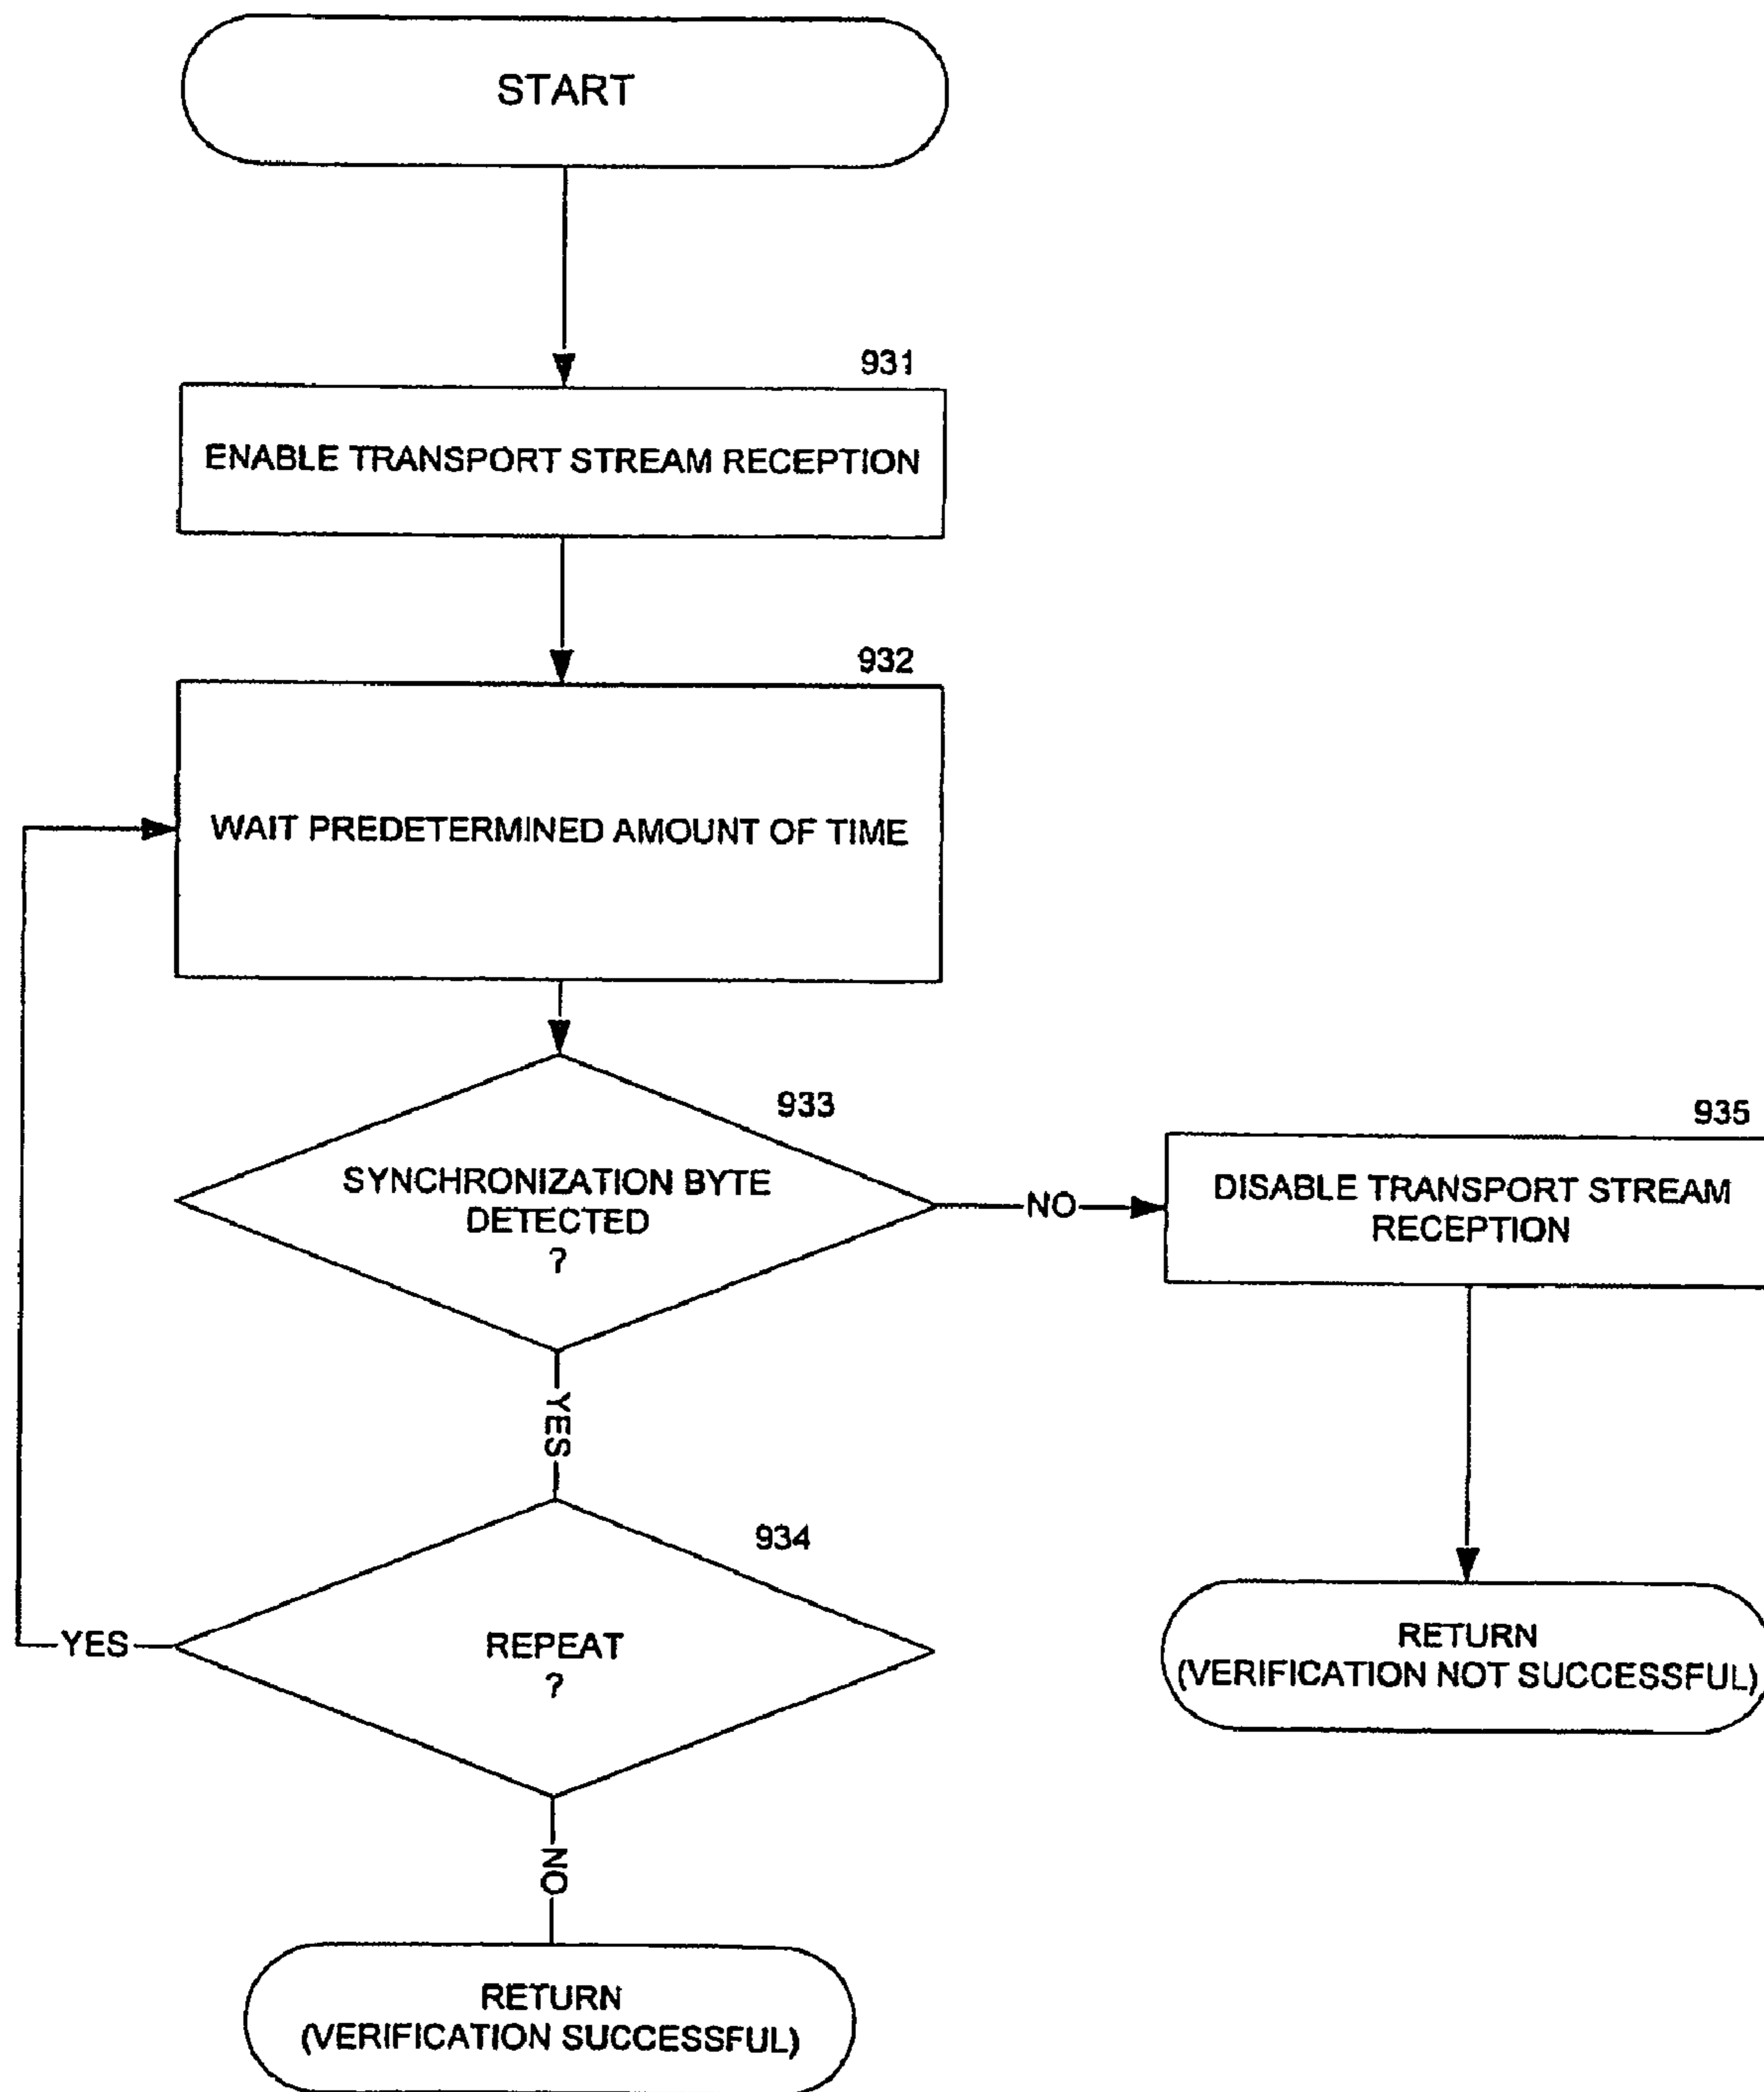 START
931
ENABLE TRANSPORT STREAM RECEPTION
932
WAIT PREDETERMINED AMOUNT OF TIME
933
SYNCHRONIZATION BYTE
DETECTED
?
NO
935
DISABLE TRANSPORT STREAM
RECEPTION
YES
934
REPEAT
?
YES
RETURN
(VERIFICATION NOT SUCCESSFUL)
NO
RETURN
(VERIFICATION SUCCESSFUL)